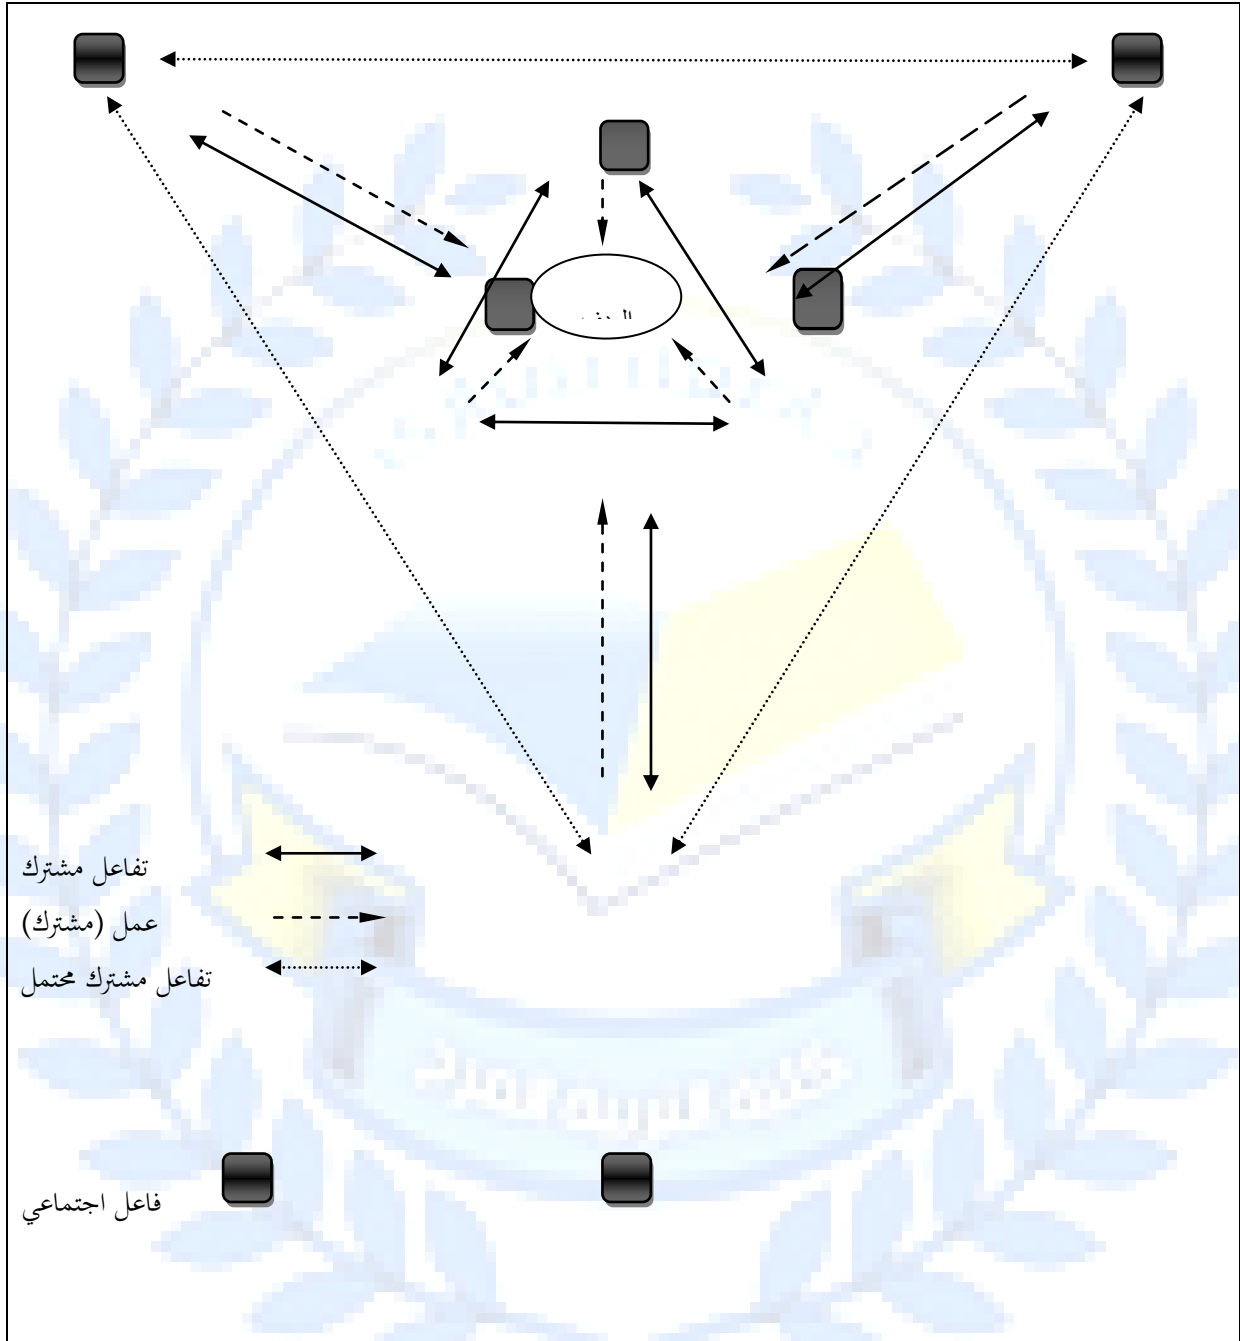 تفاعل مشترك
عمل (مشترك)
تفاعل مشترك محتمل
فاعل اجتماعي